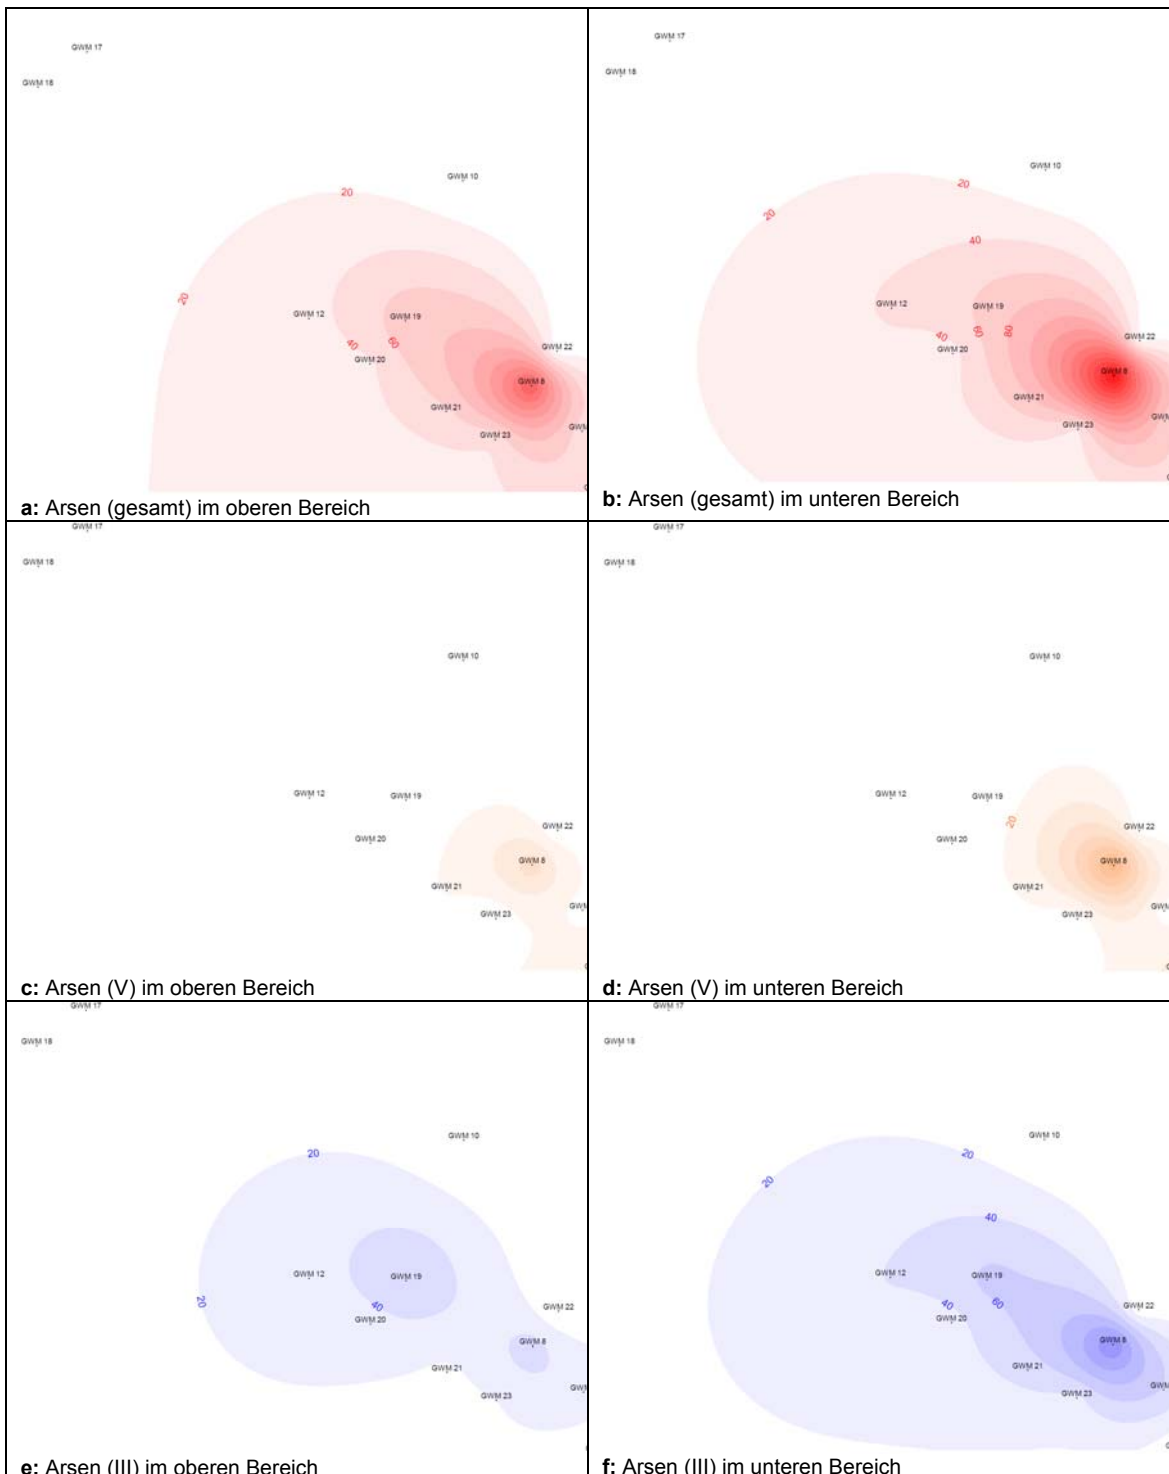 GWM 17
GWM 18
GWM 10
20
20
GWM 12
GWM 19
40
60
GWM 20
GWM 22
GWM 8
GWM 21
GWM
GWM 23
a: Arsen (gesamt) im oberen Bereich
GWM 17
GWM 18
GWM 10
20
20
40
GWM 12
GWM 19
40
60
80
GWM 20
GWM 22
GWM 8
GWM 21
GWM
GWM 23
b: Arsen (gesamt) im unteren Bereich
GWM 17
GWM 18
GWM 10
GWM 12
GWM 19
GWM 20
GWM 22
GWM 8
GWM 21
GWM
GWM 23
c: Arsen (V) im oberen Bereich
GWM 17
GWM 18
GWM 10
GWM 12
GWM 19
20
GWM 20
GWM 22
GWM 8
GWM 21
GWM
GWM 23
d: Arsen (V) im unteren Bereich
GWM 17
GWM 18
GWM 10
20
GWM 12
GWM 19
20
40
GWM 20
GWM 22
GWM 8
GWM 21
GWM
GWM 23
e: Arsen (III) im oberen Bereich
GWM 17
GWM 18
GWM 10
20
20
40
GWM 12
GWM 19
40
60
GWM 20
GWM 22
GWM 8
GWM 21
GWM
GWM 23
f: Arsen (III) im unteren Bereich